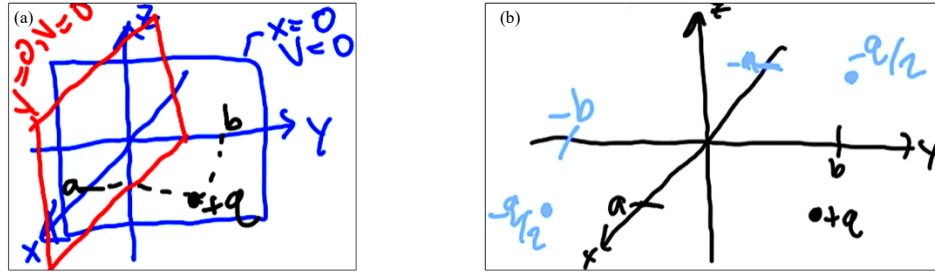 (a)
Y=0, V=0
Z
x=0
V=0
b
Y
a
+q
X
(b)
Z
-a
-q/2
-b
Y
b
a
-q/2
+q
x